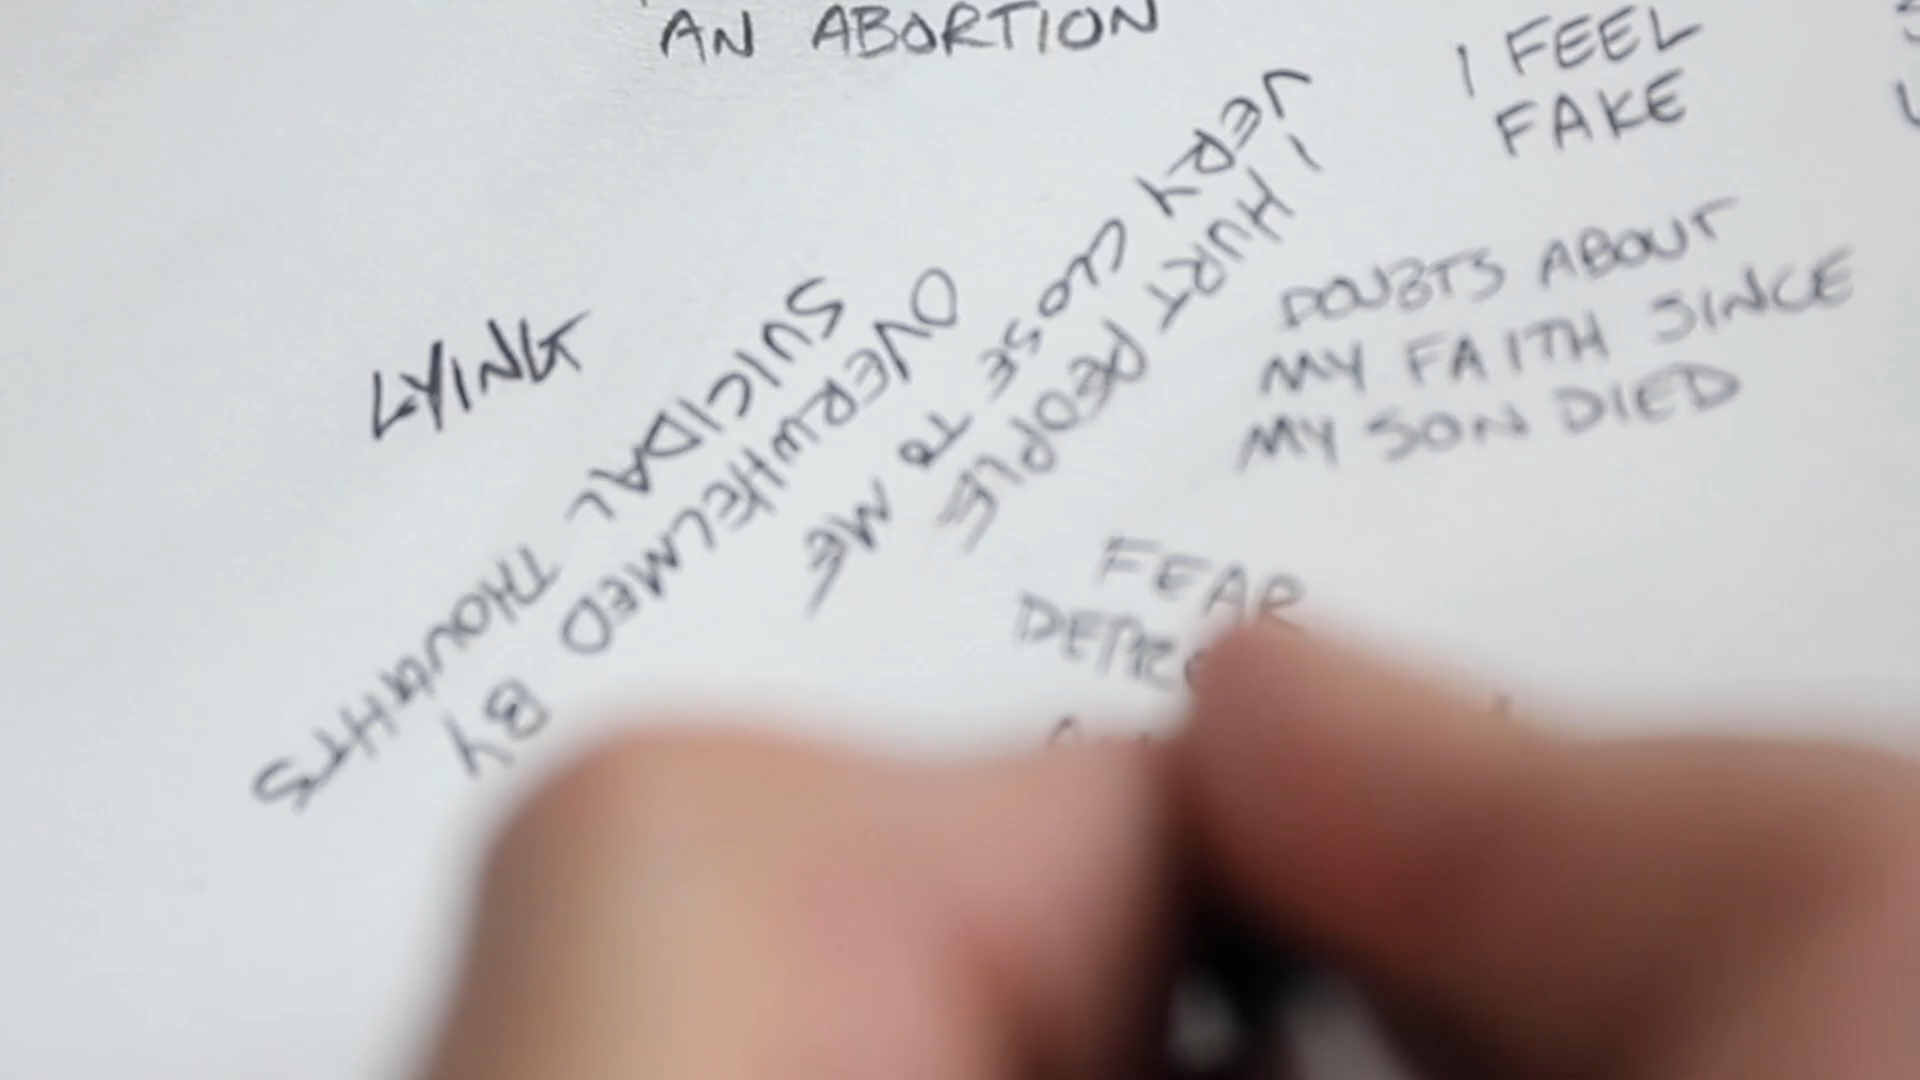 AN ABORTION
I FEEL
FAKE
LYING
DOUBTS ABOUT
MY FAITH SINCE
MY SON DIED
I HURT PEOPLE
VERY CLOSE TO ME
OVERWHELMED BY
SUICIDAL THOUGHTS
FEAR
DEPRE